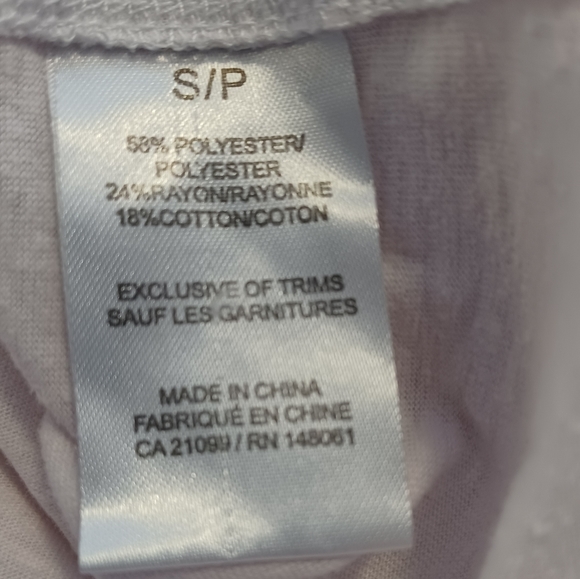 S/P
58% POLYESTER/
POLYESTER
24%RAYON/RAYONNE
18%COTTON/COTON
EXCLUSIVE OF TRIMS
SAUF LES GARNITURES
MADE IN CHINA
FABRIQUÉ EN CHINE
CA 21099 / RN 148061